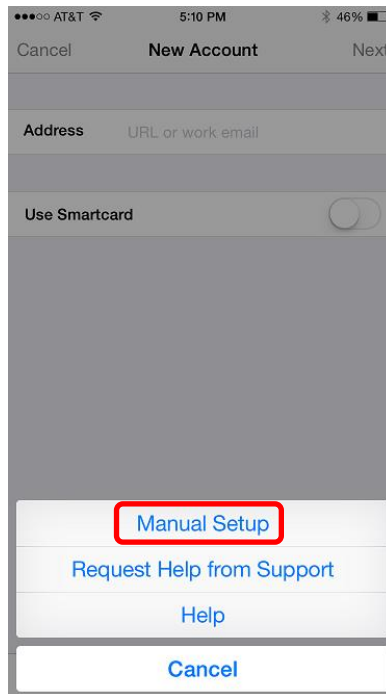 AT&T 5:10 PM 46%
Cancel New Account Next
Address URL or work email
Use Smartcard
Manual Setup
Request Help from Support
Help
Cancel